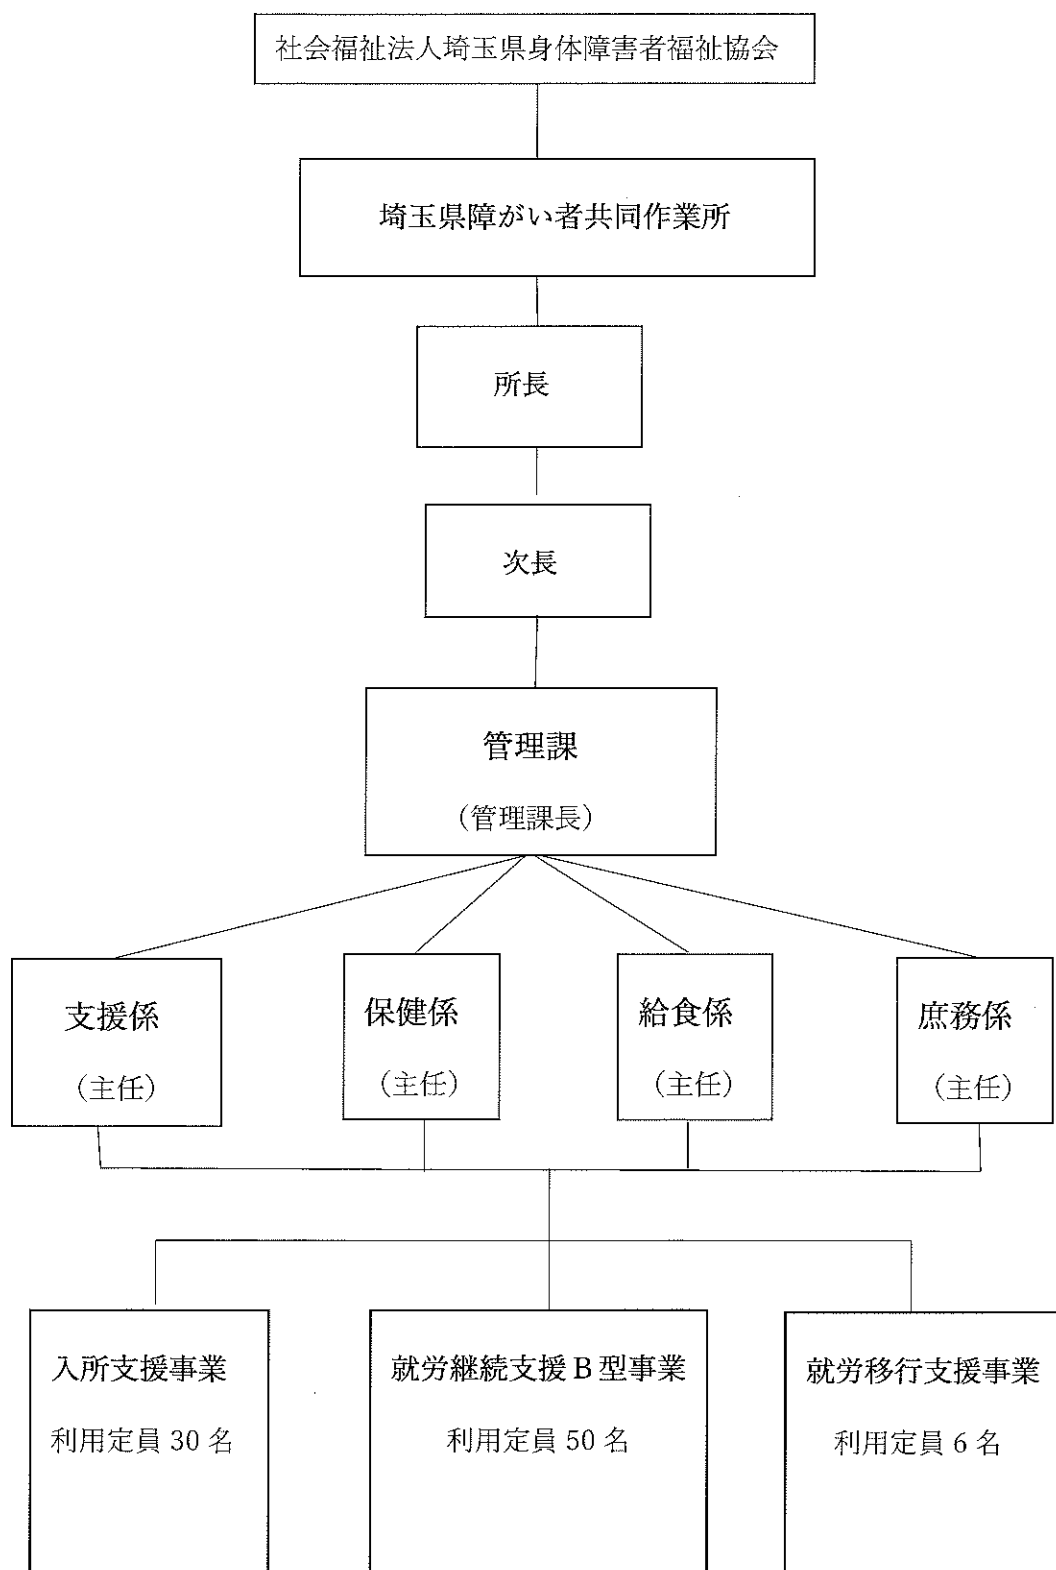 社会福祉法人埼玉県身体障害者福祉協会
埼玉県障がい者共同作業所
所長
次長
管理課
（管理課長）
支援係
（主任）
保健係
（主任）
給食係
（主任）
庶務係
（主任）
入所支援事業
利用定員 30 名
就労継続支援 B 型事業
利用定員 50 名
就労移行支援事業
利用定員 6 名